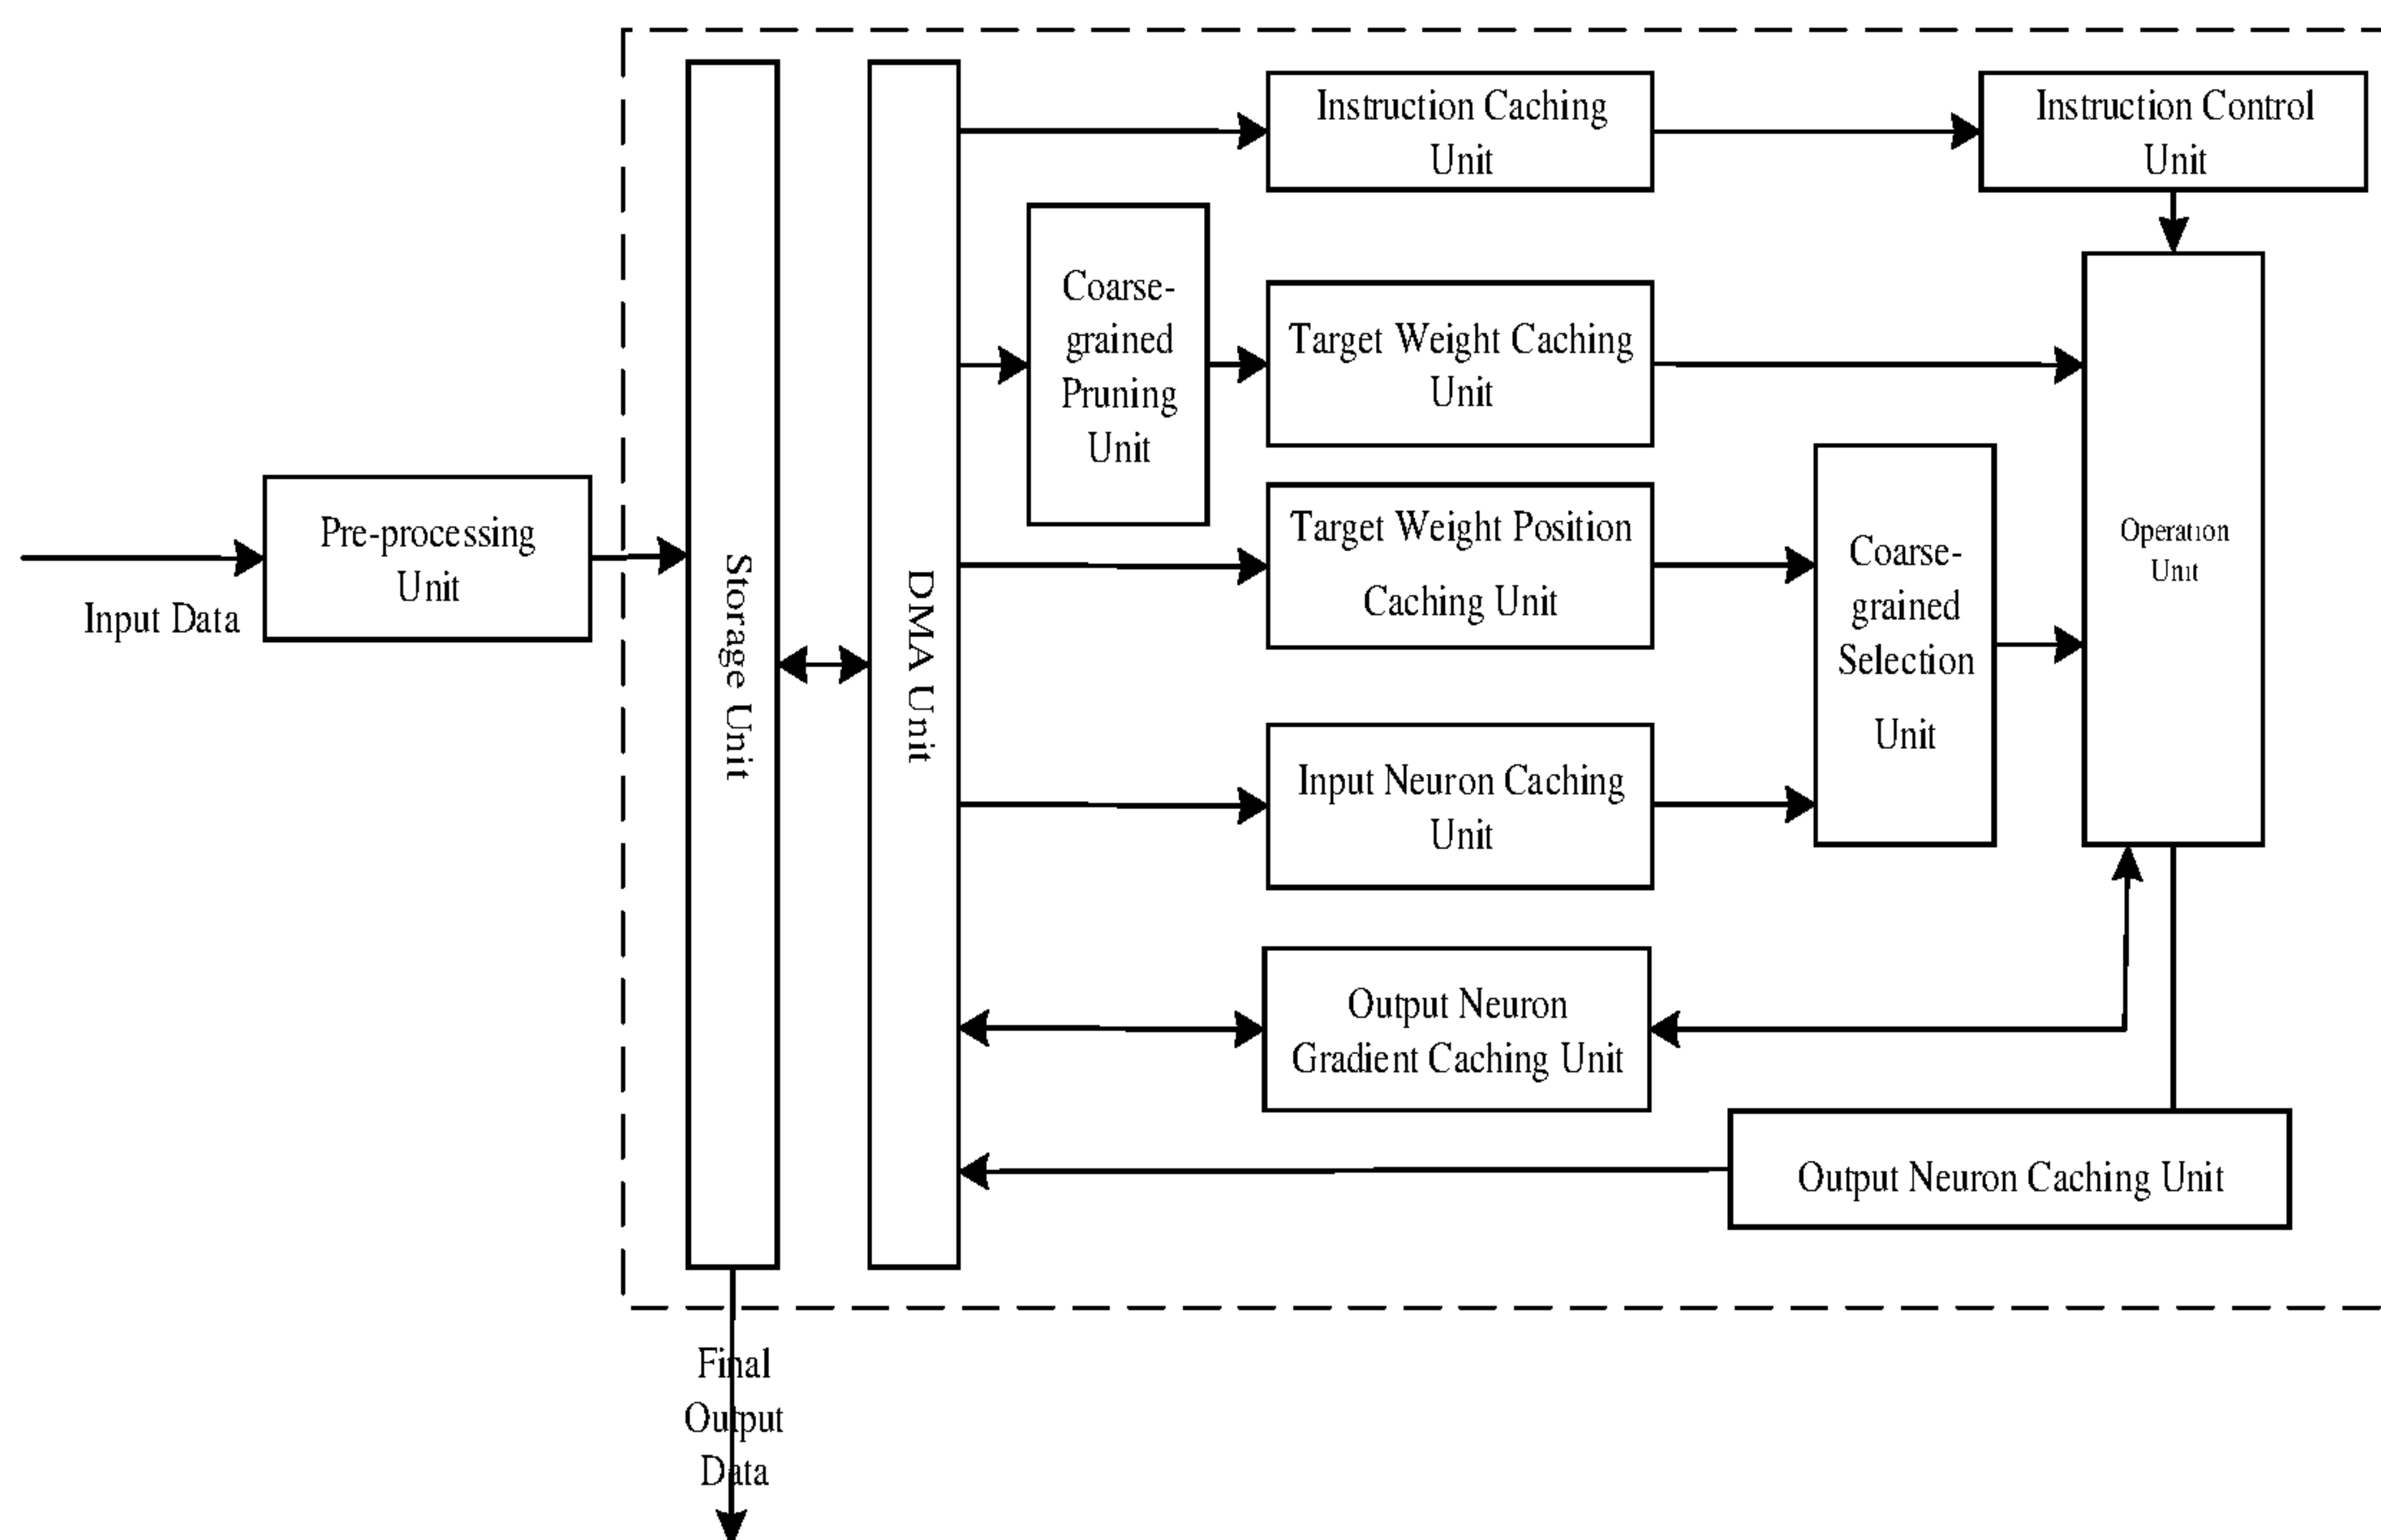 Instruction Caching
Unit
Instruction Control
Unit
Coarse-
grained
Pruning
Unit
Target Weight Caching
Unit
Pre-processing
Unit
Input Data
Storage Unit
DMA Unit
Target Weight Position
Caching Unit
Coarse-
grained
Selection
Unit
Operation
Unit
Input Neuron Caching
Unit
Output Neuron
Gradient Caching Unit
Output Neuron Caching Unit
Final
Output
Data